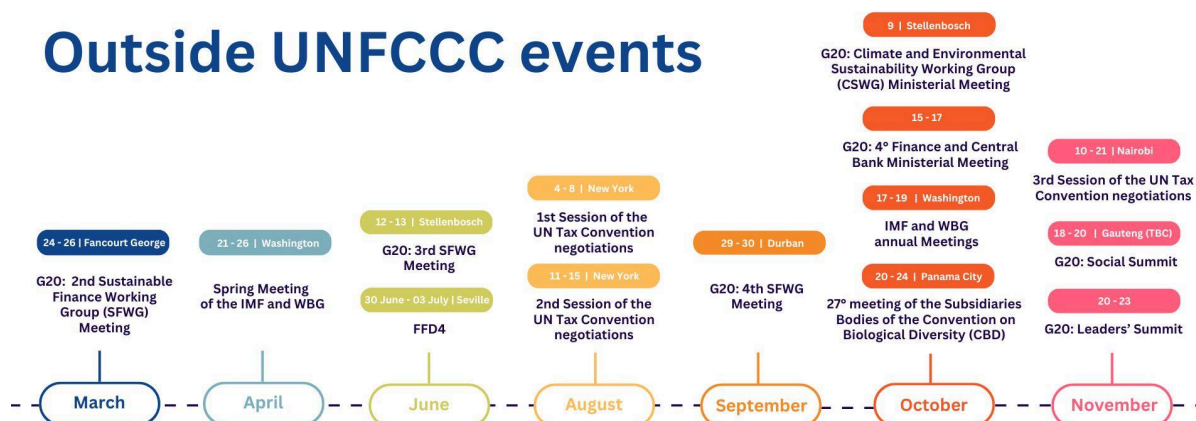 Outside UNFCCC events
24 - 26 | Fancourt George
G20: 2nd Sustainable
Finance Working
Group (SFWG)
Meeting
March
21 - 26 | Washington
Spring Meeting
of the IMF and WBG
April
12 - 13 | Stellenbosch
G20: 3rd SFWG
Meeting
30 June - 03 July | Seville
FFD4
June
4 - 8 | New York
1st Session of the
UN Tax Convention
negotiations
11 - 15 | New York
2nd Session of the
UN Tax Convention
negotiations
August
29 - 30 | Durban
G20: 4th SFWG
Meeting
September
9 | Stellenbosch
G20: Climate and Environmental
Sustainability Working Group
(CSWG) Ministerial Meeting
15 - 17
G20: 4° Finance and Central
Bank Ministerial Meeting
17 - 19 | Washington
IMF and WBG
annual Meetings
20 - 24 | Panama City
27° meeting of the Subsidiaries
Bodies of the Convention on
Biological Diversity (CBD)
October
10 - 21 | Nairobi
3rd Session of the UN Tax
Convention negotiations
18 - 20 | Gauteng (TBC)
G20: Social Summit
20 - 23
G20: Leaders’ Summit
November